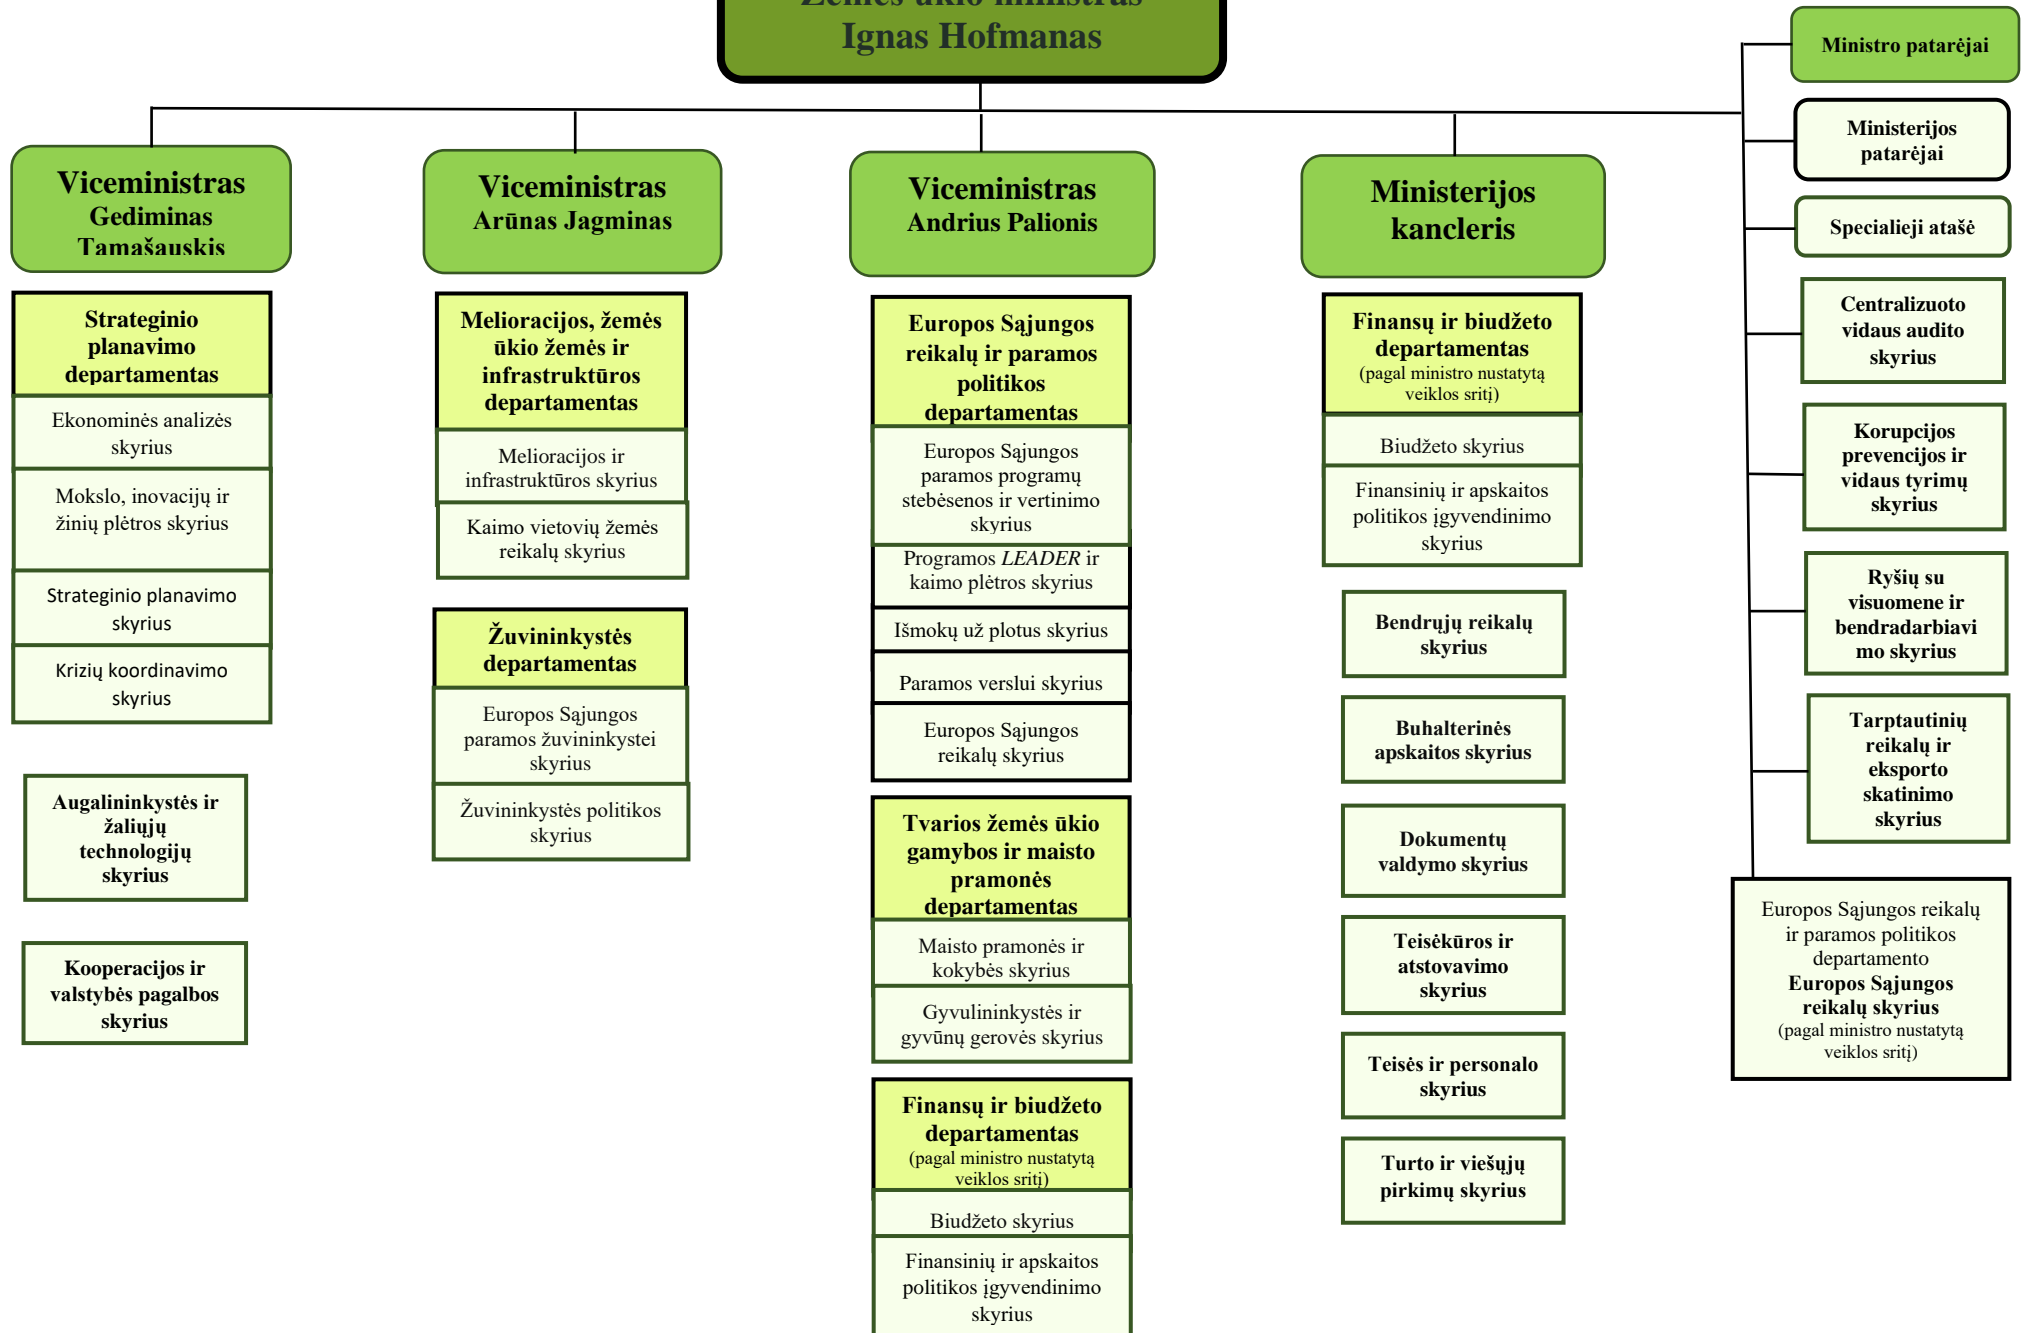 Žemės ūkio ministras
Ignas Hofmanas
Viceministras
Gediminas
Tamašauskis
Strateginio
planavimo
departamentas
Ekonominės analizės
skyrius
Mokslo, inovacijų ir
žinių plėtros skyrius
Strateginio planavimo
skyrius
Krizių koordinavimo
skyrius
Augalininkystės ir
žaliųjų
technologijų
skyrius
Kooperacijos ir
valstybės pagalbos
skyrius
Viceministras
Arūnas Jagminas
Melioracijos, žemės
ūkio žemės ir
infrastruktūros
departamentas
Melioracijos ir
infrastruktūros skyrius
Kaimo vietovių žemės
reikalų skyrius
Žuvininkystės
departamentas
Europos Sąjungos
paramos žuvininkystei
skyrius
Žuvininkystės politikos
skyrius
Viceministras
Andrius Palionis
Europos Sąjungos
reikalų ir paramos
politikos
departamentas
Europos Sąjungos
paramos programų
stebėsenos ir vertinimo
skyrius
Programos LEADER ir
kaimo plėtros skyrius
Išmokų už plotus skyrius
Paramos verslui skyrius
Europos Sąjungos
reikalų skyrius
Tvarios žemės ūkio
gamybos ir maisto
pramonės
departamentas
Maisto pramonės ir
kokybės skyrius
Gyvulininkystės ir
gyvūnų gerovės skyrius
Finansų ir biudžeto
departamentas
(pagal ministro nustatytą
veiklos sritį)
Biudžeto skyrius
Finansinių ir apskaitos
politikos įgyvendinimo
skyrius
Ministerijos
kancleris
Finansų ir biudžeto
departamentas
(pagal ministro nustatytą
veiklos sritį)
Biudžeto skyrius
Finansinių ir apskaitos
politikos įgyvendinimo
skyrius
Bendrųjų reikalų
skyrius
Buhalterinės
apskaitos skyrius
Dokumentų
valdymo skyrius
Teisėkūros ir
atstovavimo
skyrius
Teisės ir personalo
skyrius
Turto ir viešųjų
pirkimų skyrius
Ministro patarėjai
Ministerijos
patarėjai
Specialieji atašė
Centralizuoto
vidaus audito
skyrius
Korupcijos
prevencijos ir
vidaus tyrimų
skyrius
Ryšių su
visuomene ir
bendradarbiavi
mo skyrius
Tarptautinių
reikalų ir
eksporto
skatinimo
skyrius
Europos Sąjungos reikalų
ir paramos politikos
departamento
Europos Sąjungos
reikalų skyrius
(pagal ministro nustatytą
veiklos sritį)